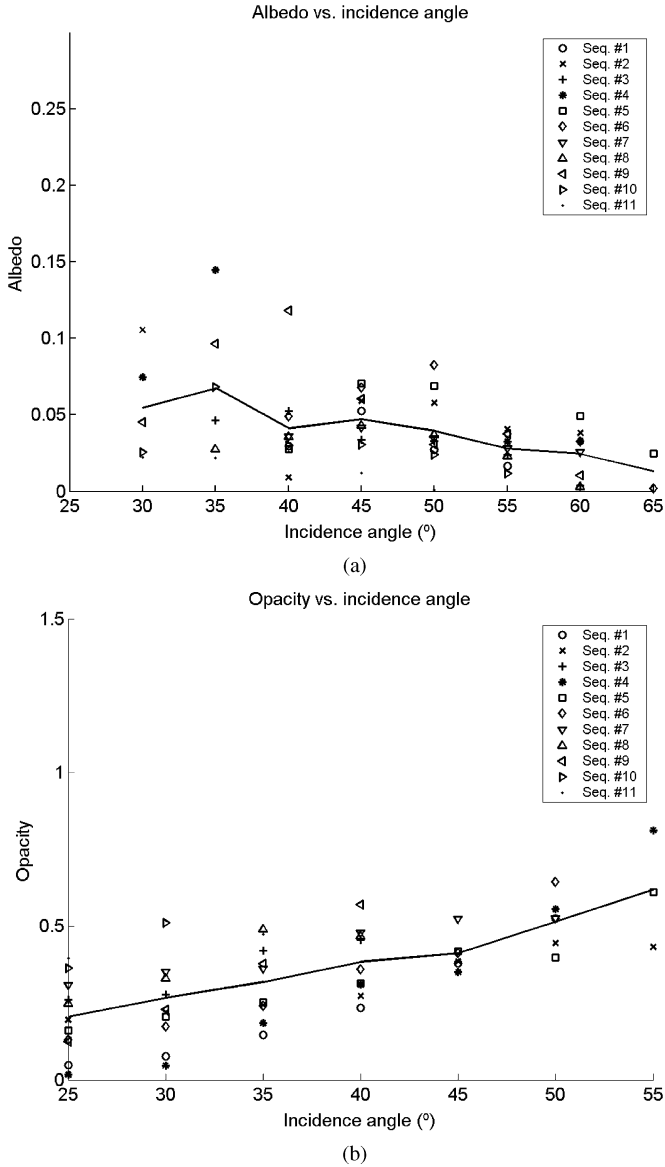 Albedo vs. incidence angle
Seq. #1
Seq. #2
Seq. #3
Seq. #4
Seq. #5
Seq. #6
Seq. #7
Seq. #8
Seq. #9
Seq. #10
Seq. #11
0.25
0.2
0.15
0.1
0.05
0
Albedo
25 30 35 40 45 50 55 60 65
Incidence angle (º)
(a)
Opacity vs. incidence angle
Seq. #1
Seq. #2
Seq. #3
Seq. #4
Seq. #5
Seq. #6
Seq. #7
Seq. #8
Seq. #9
Seq. #10
Seq. #11
1.5
1
0.5
0
Opacity
25 30 35 40 45 50 55
Incidence angle (º)
(b)